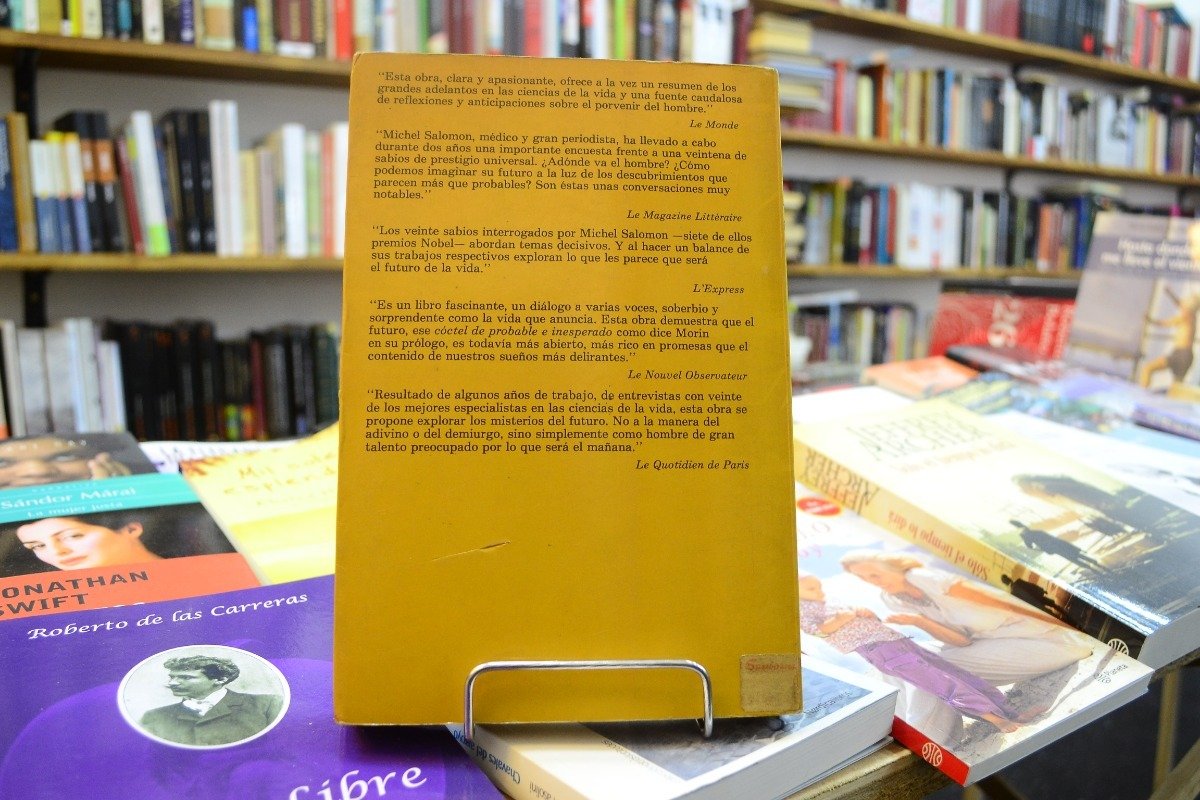 “Esta obra, clara y apasionante, ofrece a la vez un resumen de los
grandes adelantos en las ciencias de la vida y una fuente caudalosa
de reflexiones y anticipaciones sobre el porvenir del hombre.”
Le Monde
“Michel Salomon, médico y gran periodista, ha llevado a cabo
durante dos años una importante encuesta frente a una veintena de
sabios de prestigio universal. ¿Adónde va el hombre? ¿Cómo
podemos imaginar su futuro a la luz de los descubrimientos que
parecen más que probables? Son éstas unas conversaciones muy
notables.”
Le Magazine Littéraire
“Los veinte sabios interrogados por Michel Salomon —siete de ellos
premios Nobel— abordan temas decisivos. Y al hacer un balance de
sus trabajos respectivos exploran lo que les parece que será
el futuro de la vida.”
L'Express
“Es un libro fascinante, un diálogo a varias voces, soberbio y
sorprendente como la vida que anuncia. Esta obra demuestra que el
futuro, ese cóctel de probable e inesperado como dice Morin
en su prólogo, es todavía más abierto, más rico en promesas que el
contenido de nuestros sueños más delirantes.”
Le Nouvel Observateur
“Resultado de algunos años de trabajo, de entrevistas con veinte
de los mejores especialistas en las ciencias de la vida, esta obra se
propone explorar los misterios del futuro. No a la manera del
adivino o del demiurgo, sino simplemente como hombre de gran
talento preocupado por lo que será el mañana.”
Le Quotidien de Paris
Sándor Márai
La mujer justa
JONATHAN
SWIFT
Roberto de las Carreras
Libre
JEFFREY
ARCHER
Sólo el tiempo lo dirá
Planeta